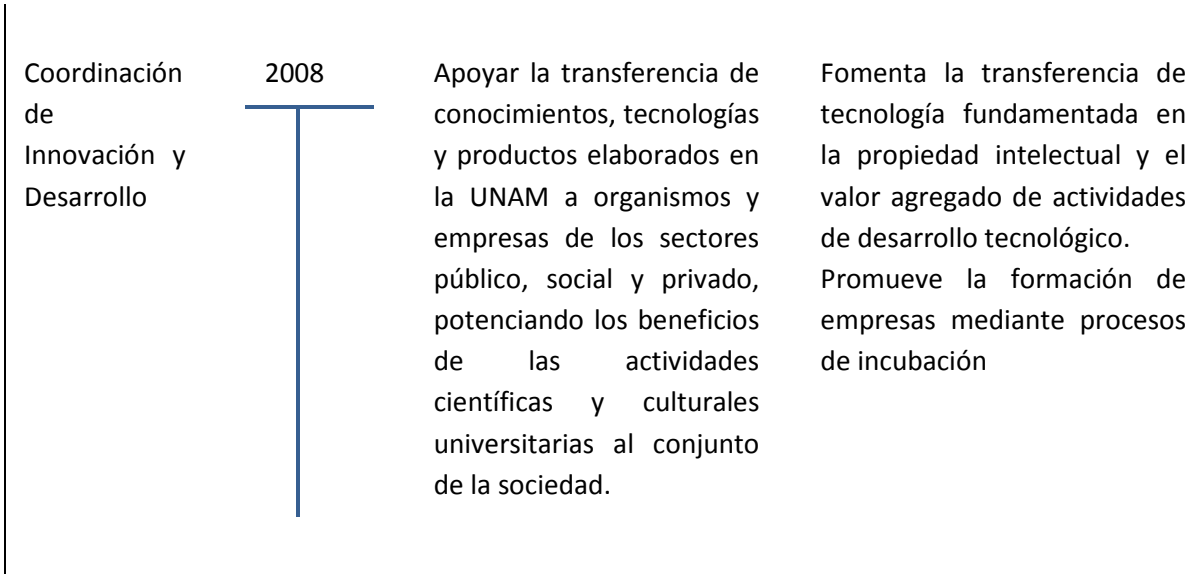 Coordinación
de
Innovación y
Desarrollo
2008
Apoyar la transferencia de
conocimientos, tecnologías
y productos elaborados en
la UNAM a organismos y
empresas de los sectores
público, social y privado,
potenciando los beneficios
de las actividades
científicas y culturales
universitarias al conjunto
de la sociedad.
Fomenta la transferencia de
tecnología fundamentada en
la propiedad intelectual y el
valor agregado de actividades
de desarrollo tecnológico.
Promueve la formación de
empresas mediante procesos
de incubación